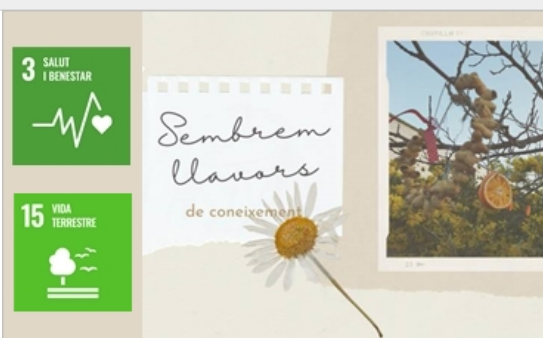 3 SALUT
I BENESTAR
15 VIDA
TERRESTRE
Sembrem
llavors
de coneixement